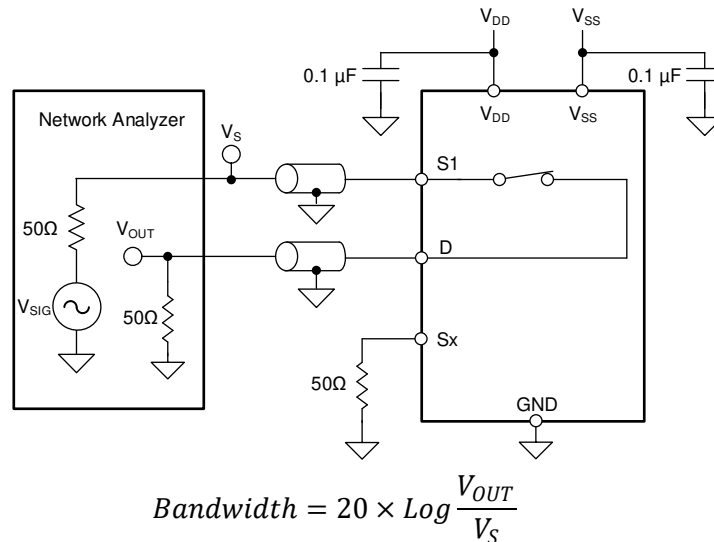 V_DD
V_SS
0.1 µF
0.1 µF
Network Analyzer
V_DD
V_SS
V_S
S1
50Ω
V_OUT
D
V_SIG
50Ω
Sx
50Ω
GND
Bandwidth = 20 × Log V_OUT / V_S